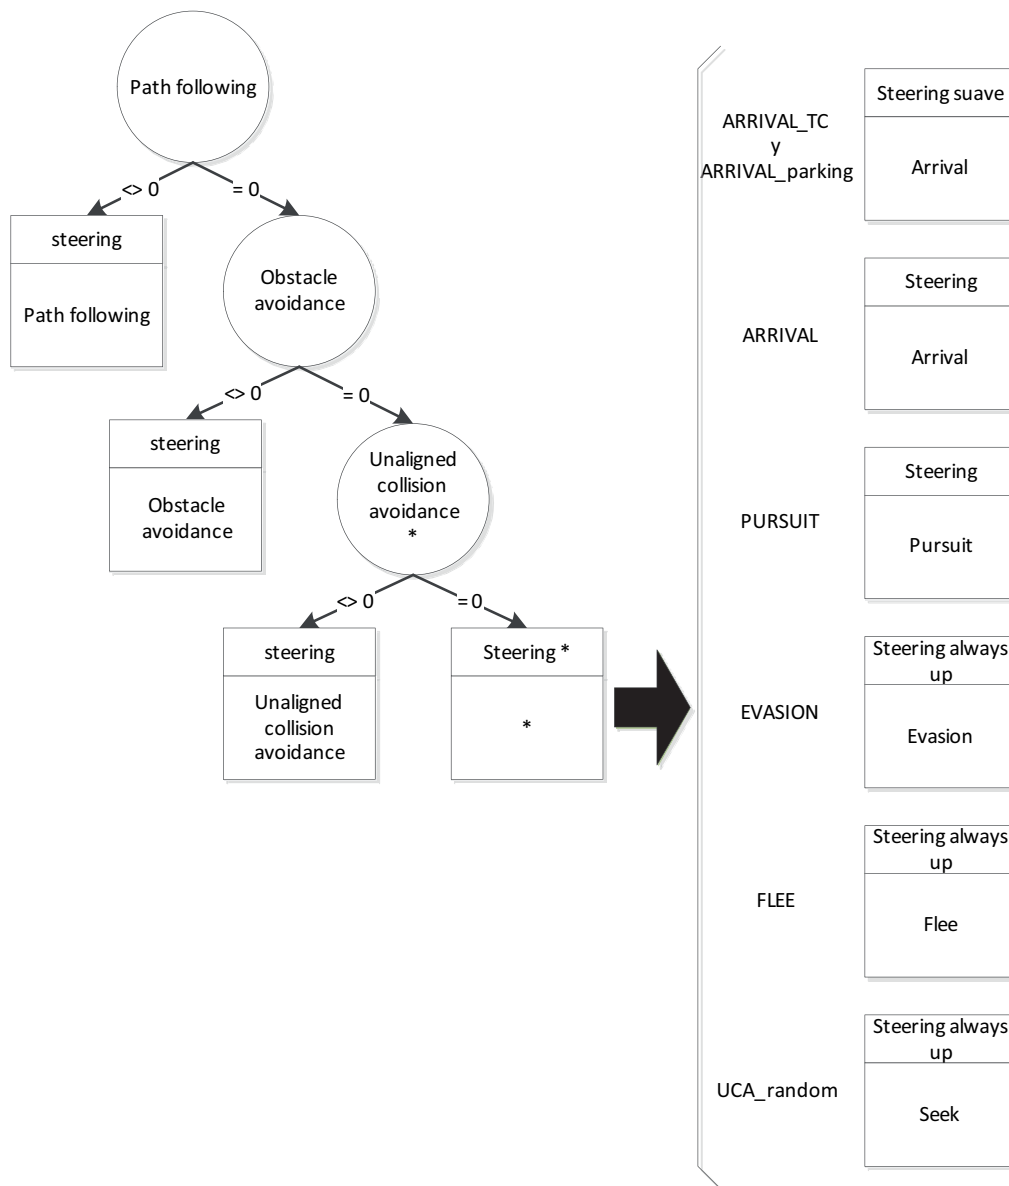 Path following
<> 0
= 0
steering
Path following
Obstacle
avoidance
<> 0
= 0
steering
Obstacle
avoidance
Unaligned
collision
avoidance
*
<> 0
= 0
steering
Unaligned
collision
avoidance
Steering *
*
ARRIVAL_TC
y
ARRIVAL_parking
Steering suave
Arrival
ARRIVAL
Steering
Arrival
PURSUIT
Steering
Pursuit
EVASION
Steering always
up
Evasion
FLEE
Steering always
up
Flee
UCA_random
Steering always
up
Seek